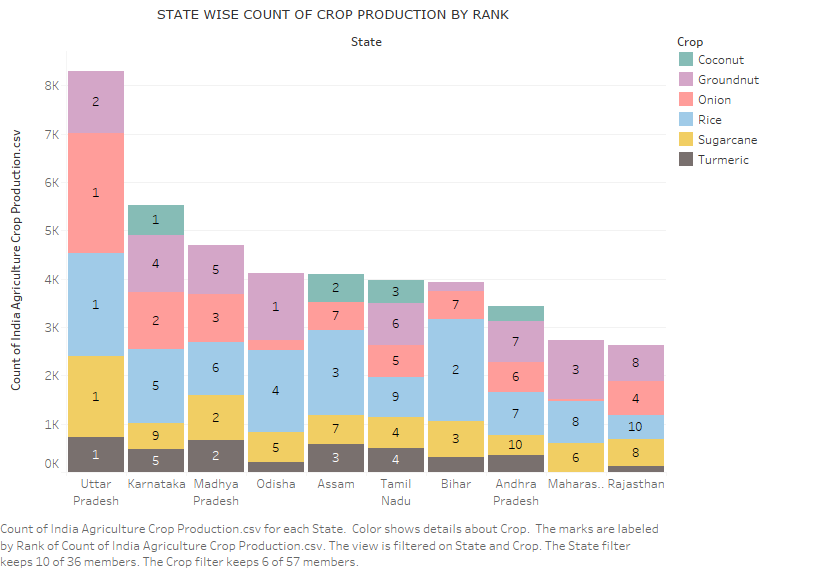 STATE WISE COUNT OF CROP PRODUCTION BY RANK
State
Crop
Coconut
Groundnut
Onion
Rice
Sugarcane
Turmeric
Count of India Agriculture Crop Production.csv
8K
7K
6K
5K
4K
3K
2K
1K
0K
2
1
1
1
1
1
4
2
5
9
5
5
3
6
2
2
1
4
5
2
7
3
7
3
3
6
5
9
4
4
7
2
3
7
6
7
10
3
8
6
8
4
10
8
Uttar Pradesh
Karnataka
Madhya Pradesh
Odisha
Assam
Tamil Nadu
Bihar
Andhra Pradesh
Maharas..
Rajasthan
Count of India Agriculture Crop Production.csv for each State. Color shows details about Crop. The marks are labeled
by Rank of Count of India Agriculture Crop Production.csv. The view is filtered on State and Crop. The State filter
keeps 10 of 36 members. The Crop filter keeps 6 of 57 members.